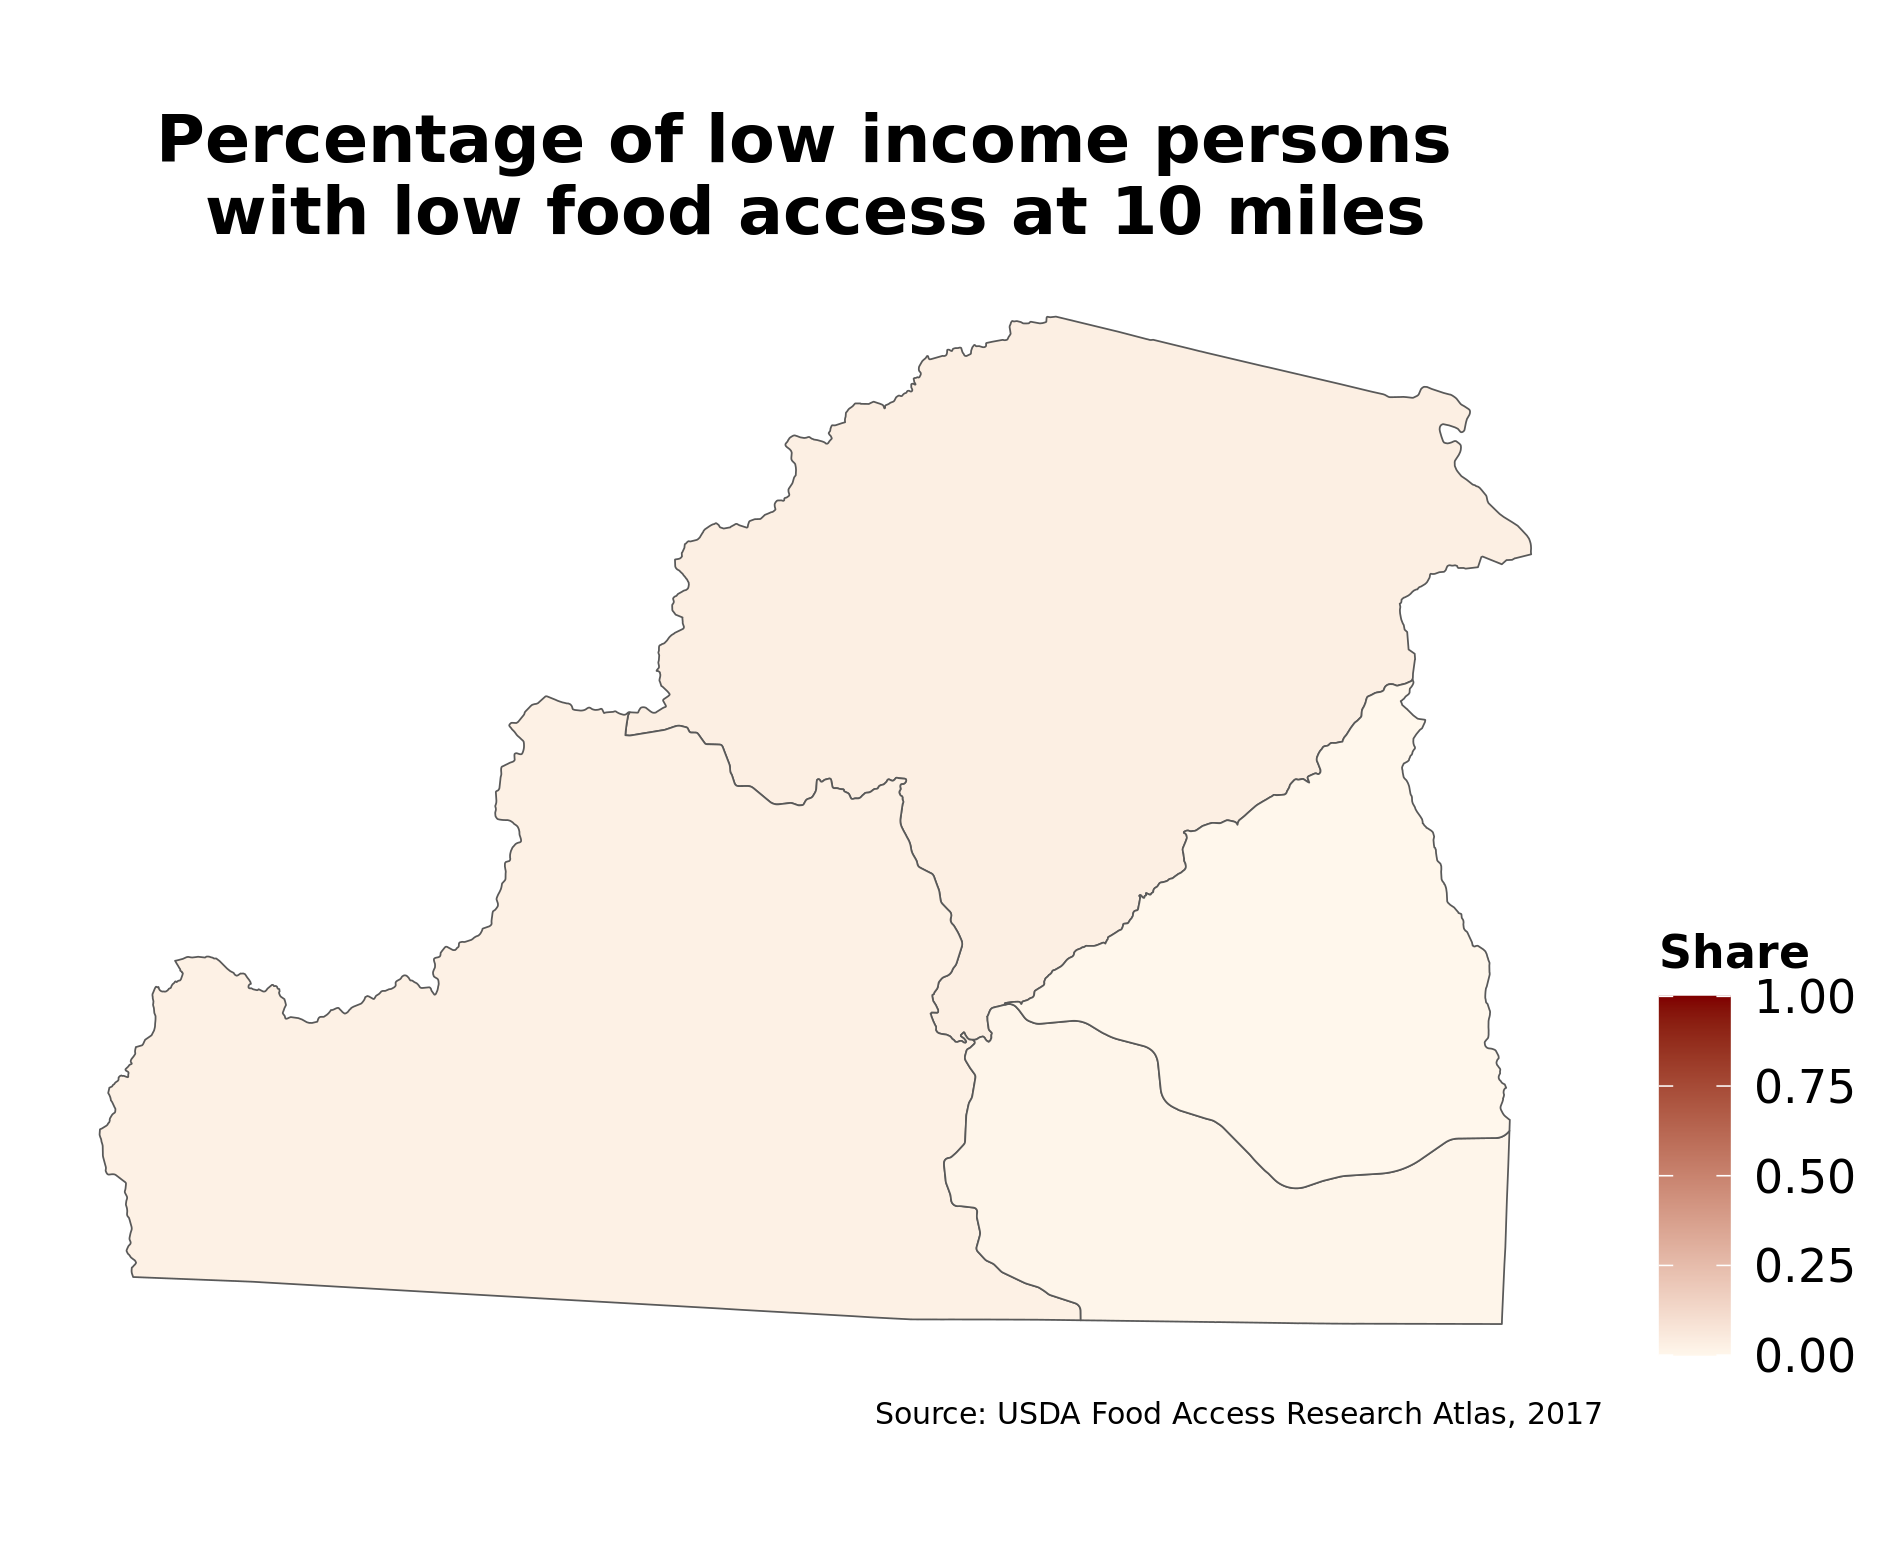 Percentage of low income persons
with low food access at 10 miles
Share
1.00
0.75
0.50
0.25
0.00
Source: USDA Food Access Research Atlas, 2017